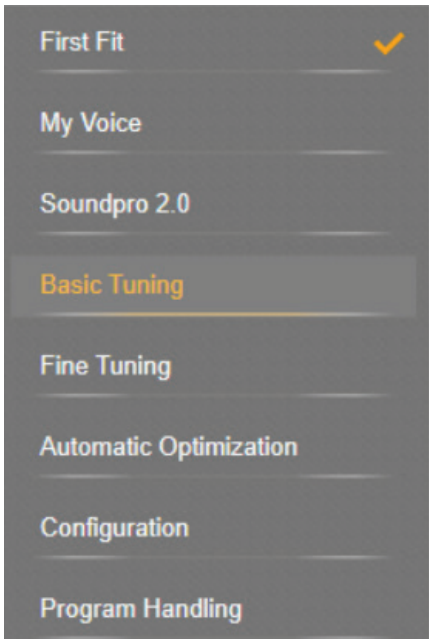 First Fit
My Voice
Soundpro 2.0
Basic Tuning
Fine Tuning
Automatic Optimization
Configuration
Program Handling